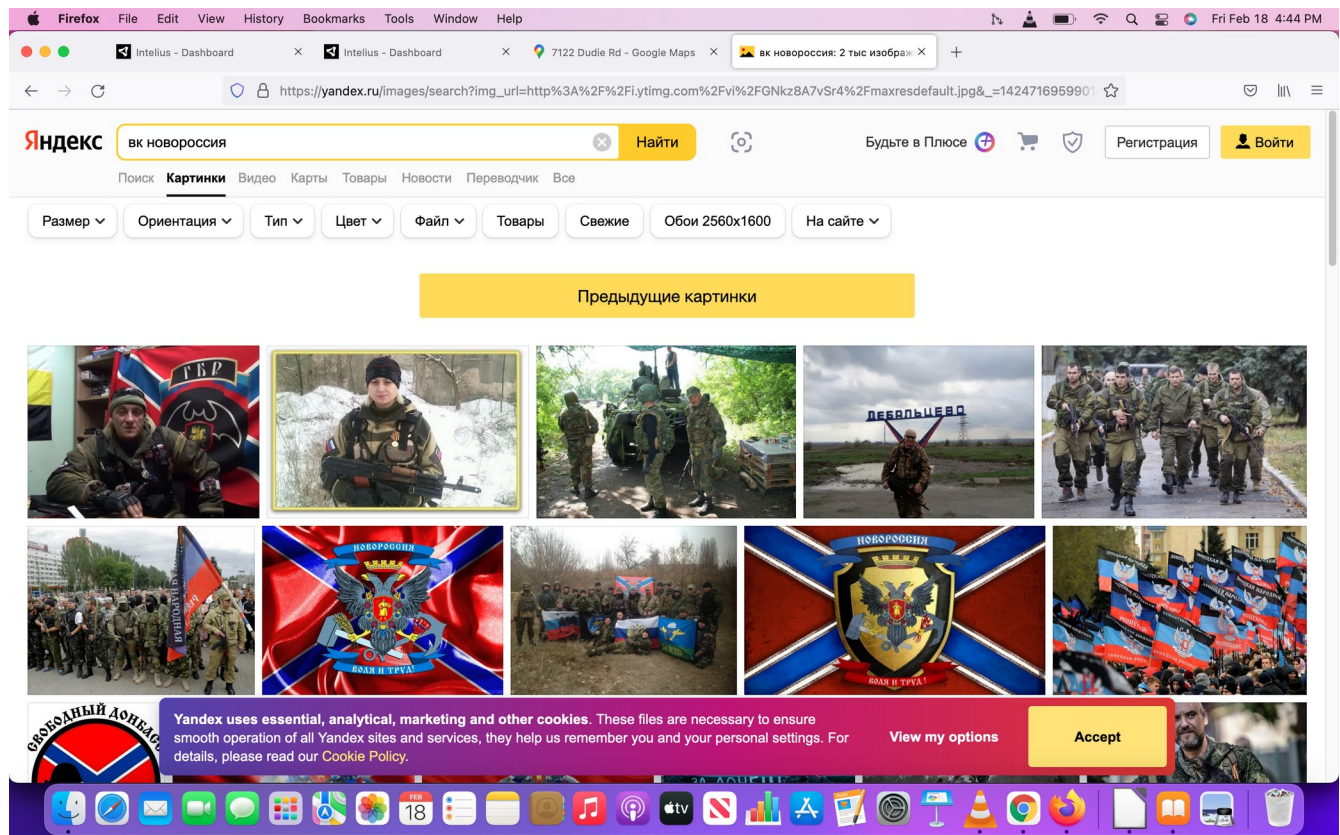 Firefox File Edit View History Bookmarks Tools Window Help Fri Feb 18 4:44 PM
Intelius - Dashboard Intelius - Dashboard 7122 Dudie Rd - Google Maps вк новороссия: 2 тыс изображ
https://yandex.ru/images/search?img_url=http%3A%2F%2Fi.ytimg.com%2Fvi%2FGNkz8A7vSr4%2Fmaxresdefault.jpg&_=1424716959901
Яндекс вк новороссия Найти Будьте в Плюсе Регистрация Войти
Поиск Картинки Видео Карты Товары Новости Переводчик Все
Размер Ориентация Тип Цвет Файл Товары Свежие Обои 2560x1600 На сайте
Предыдущие картинки
ГБР
ДЕБАЛЬЦЕВО
НАРОДНАЯ
НОВОРОССИЯ
ВОЛЯ И ТРУД!
НОВОРОССИЯ
ВОЛЯ И ТРУД!
СВОБОДНЫЙ ДОНБАСС
Yandex uses essential, analytical, marketing and other cookies. These files are necessary to ensure
smooth operation of all Yandex sites and services, they help us remember you and your personal settings. For
details, please read our Cookie Policy.
View my options
Accept
FEB
18
tv